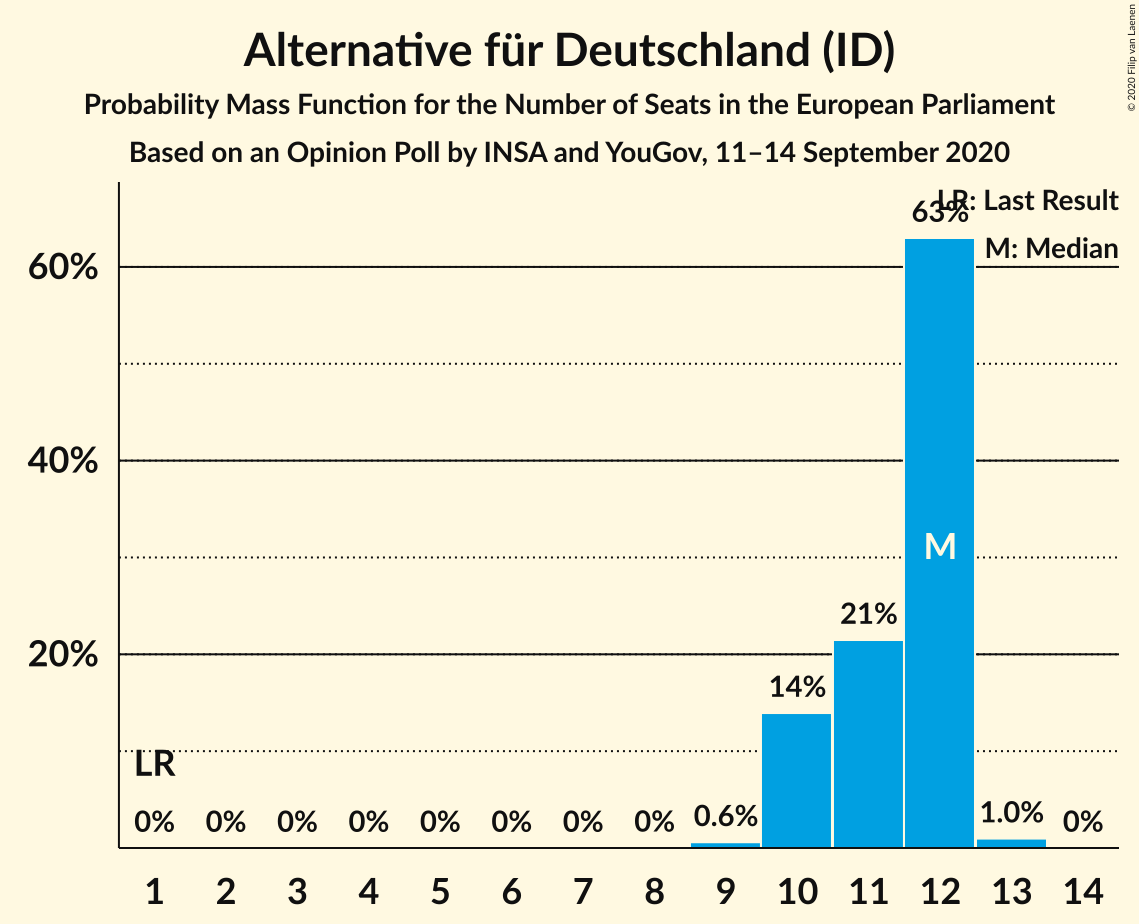 Alternative für Deutschland (ID)
Probability Mass Function for the Number of Seats in the European Parliament
Based on an Opinion Poll by INSA and YouGov, 11–14 September 2020
© 2020 Filip van Laenen
LR: Last Result
M: Median
63%
60%
40%
M
21%
20%
14%
LR
0% 0% 0% 0% 0% 0% 0% 0% 0.6% 1.0% 0%
1 2 3 4 5 6 7 8 9 10 11 12 13 14